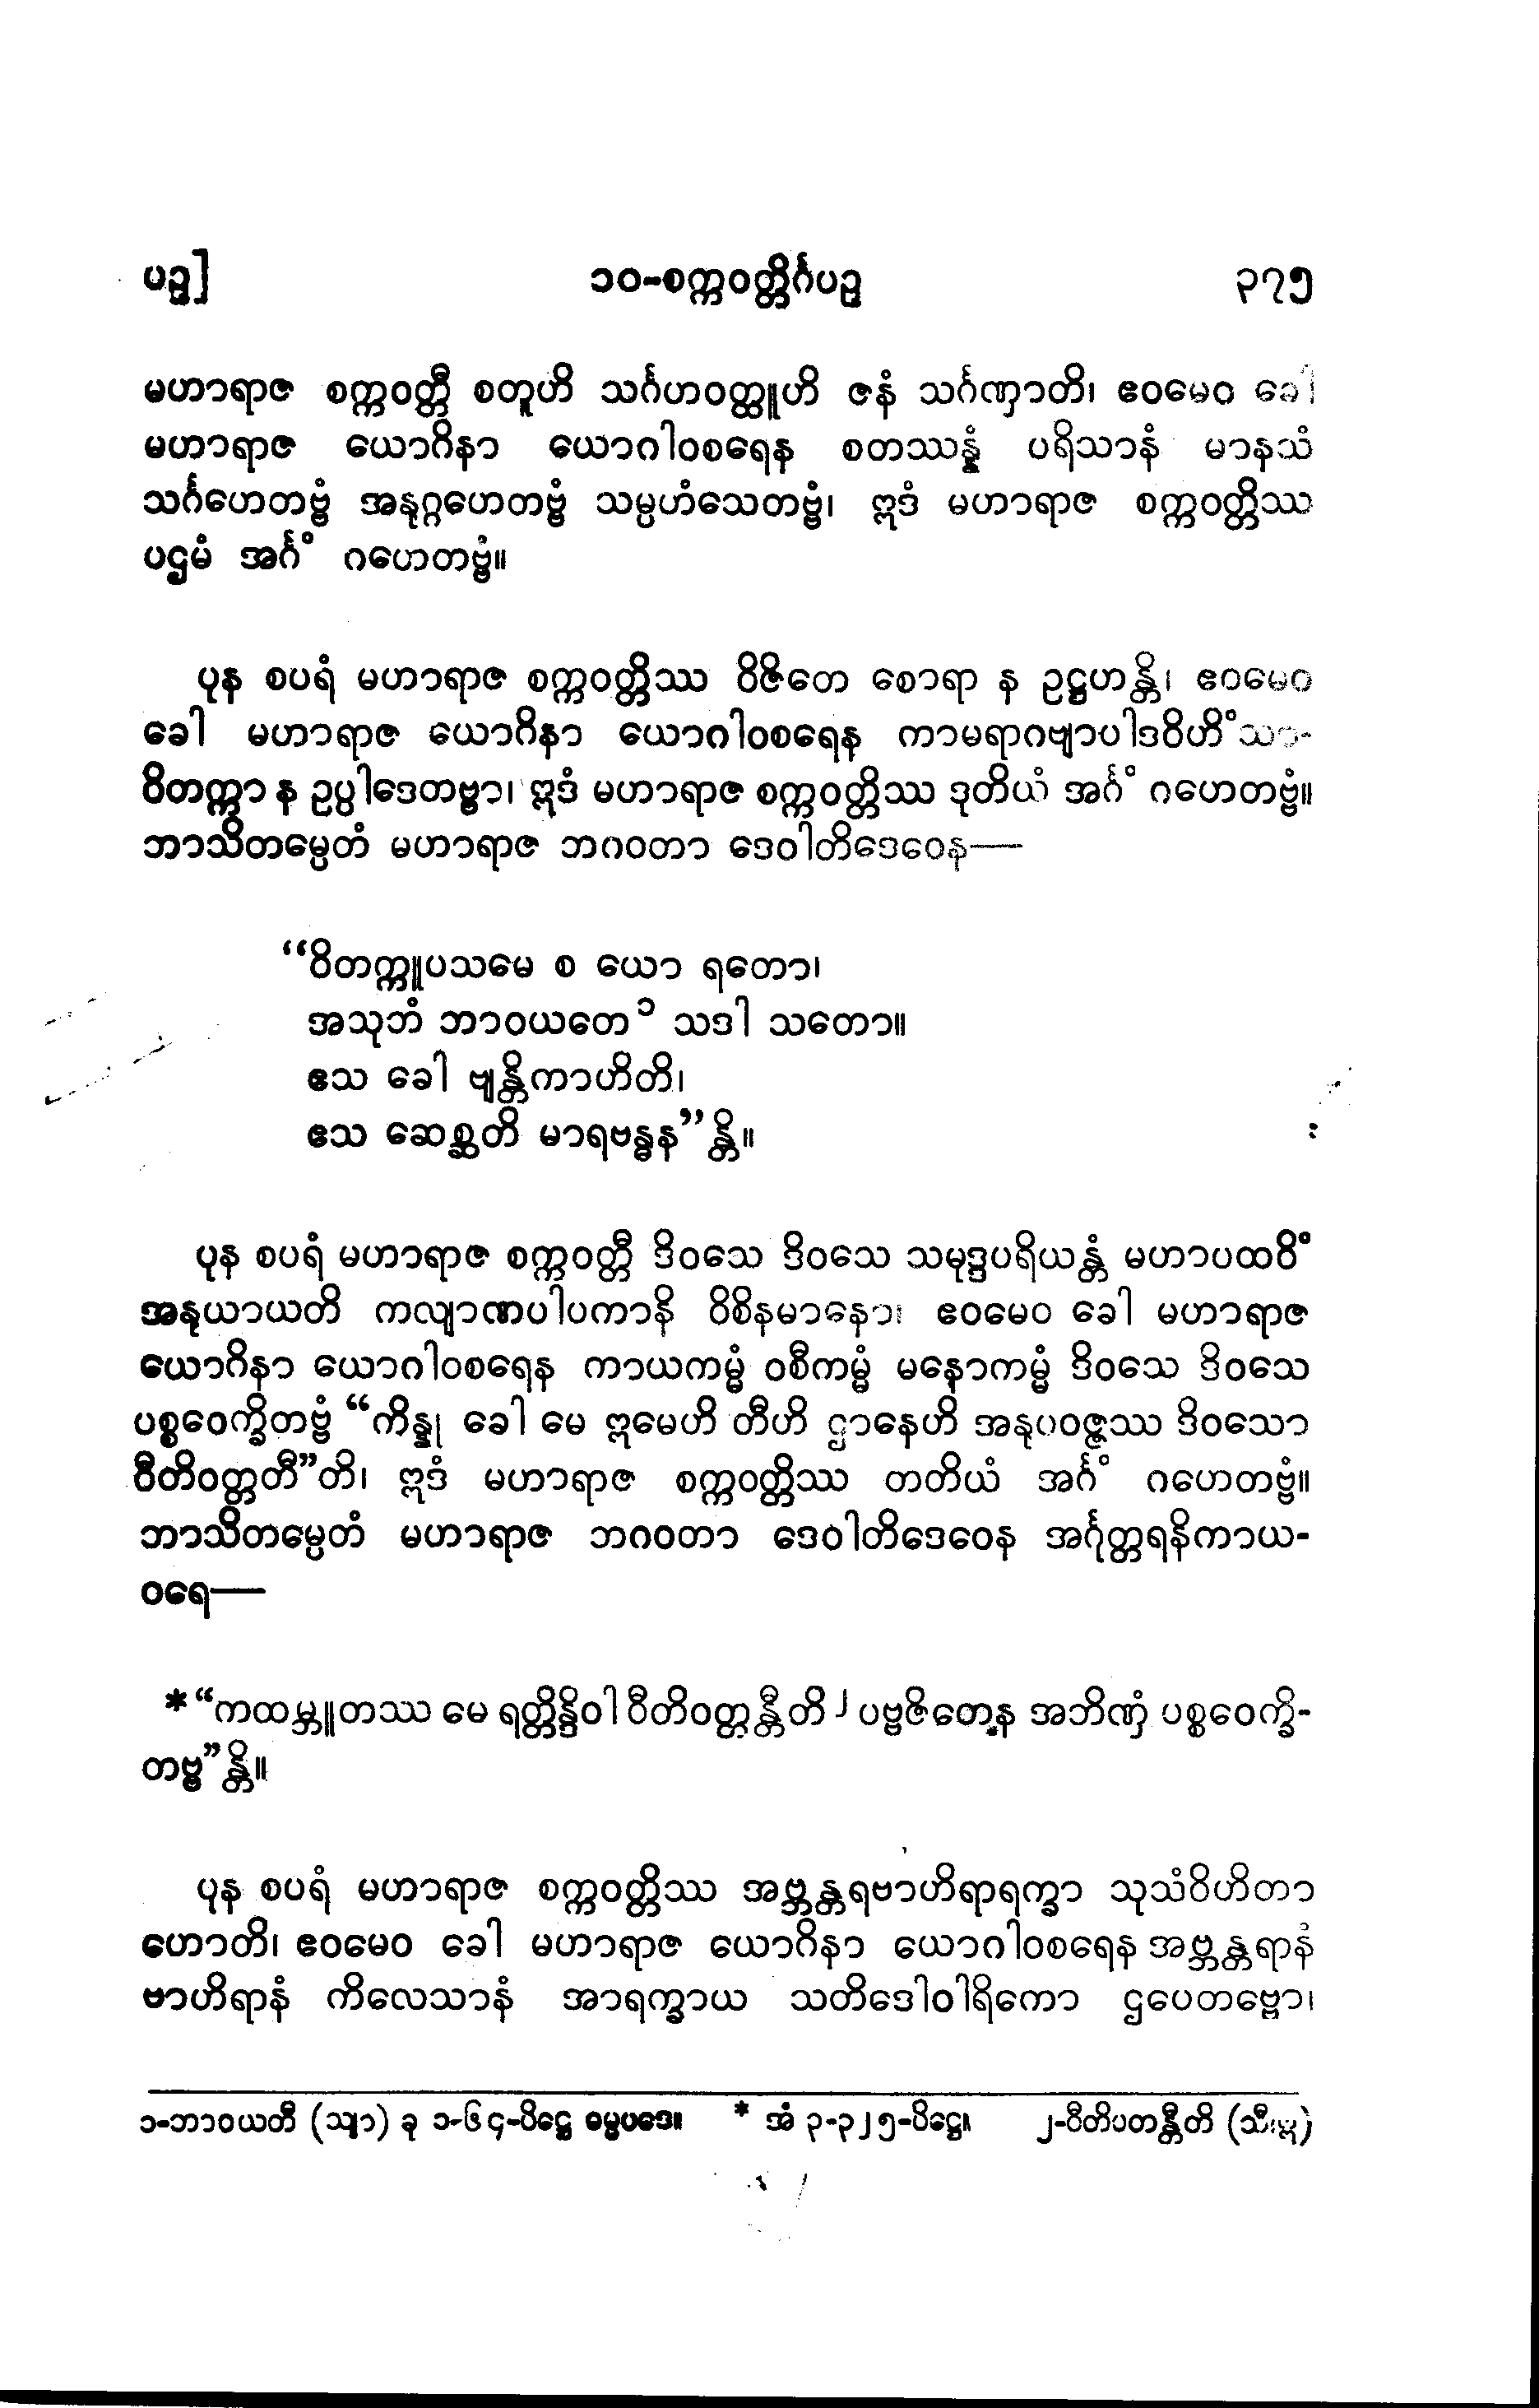 ပဉှ] ၁၀-စက္ကဝတ္တိင်္ဂပဉှ ၃၇၅
မဟာရာဇ စက္ကဝတ္တီ စတူဟိ သင်္ဂဟဝတ္ထူဟိ ဇနံ သင်္ဂဏှာတိ၊ ဧဝမေဝ ခေါ
မဟာရာဇ ယောဂိနာ ယောဂါဝစရေန စတဿန္နံ ပရိသာနံ မာနသံ
သင်္ဂဟေတဗ္ဗံ အနုဂ္ဂဟေတဗ္ဗံ သမ္ပဟံသေတဗ္ဗံ၊ ဣဒံ မဟာရာဇ စက္ကဝတ္တိဿ
ပဌမံ အင်္ဂံ ဂဟေတဗ္ဗံ။
ပုန စပရံ မဟာရာဇ စက္ကဝတ္တိဿ ဝိဇိတေ စောရာ န ဥဋ္ဌဟန္တိ၊ ဧဝမေဝ
ခေါ မဟာရာဇ ယောဂိနာ ယောဂါဝစရေန ကာမရာဂဗျာပါဒဝိဟိံသာ-
ဝိတက္ကာ န ဥပ္ပါဒေတဗ္ဗာ၊ ဣဒံ မဟာရာဇ စက္ကဝတ္တိဿ ဒုတိယံ အင်္ဂံ ဂဟေတဗ္ဗံ။
ဘာသိတမ္ပေတံ မဟာရာဇ ဘဂဝတာ ဒေဝါတိဒေဝေန—
“ဝိတက္ကူပသမေ စ ယော ရတော၊
အသုဘံ ဘာဝယတေ ၁ သဒါ သတော။
ဧသ ခေါ ဗျန္တိကာဟိတိ၊
ဧသ ဆေစ္ဆတိ မာရဗန္ဓန”န္တိ။
ပုန စပရံ မဟာရာဇ စက္ကဝတ္တီ ဒိဝသေ ဒိဝသေ သမုဒ္ဒပရိယန္တံ မဟာပထဝိံ
အနုယာယတိ ကလျာဏပါပကာနိ ဝိစိနမာနော၊ ဧဝမေဝ ခေါ မဟာရာဇ
ယောဂိနာ ယောဂါဝစရေန ကာယကမ္မံ ဝစီကမ္မံ မနောကမ္မံ ဒိဝသေ ဒိဝသေ
ပစ္စဝေက္ခိတဗ္ဗံ “ကိန္နု ခေါ မေ ဣမေဟိ တီဟိ ဌာနေဟိ အနုပဝဇ္ဇဿ ဒိဝသော
ဝီတိဝတ္တတီ”တိ၊ ဣဒံ မဟာရာဇ စက္ကဝတ္တိဿ တတိယံ အင်္ဂံ ဂဟေတဗ္ဗံ။
ဘာသိတမ္ပေတံ မဟာရာဇ ဘဂဝတာ ဒေဝါတိဒေဝေန အင်္ဂုတ္တရနိကာယ-
ဝရေ—
* “ကထမ္ဘူတဿ မေ ရတ္တိန္ဒိဝါ ဝီတိဝတ္တန္တီတိ ၂ ပဗ္ဗဇိတေန အဘိဏှံ ပစ္စဝေက္ခိ-
တဗ္ဗ”န္တိ။
ပုန စပရံ မဟာရာဇ စက္ကဝတ္တိဿ အဗ္ဘန္တရဗာဟိရာရက္ခာ သုသံဝိဟိတာ
ဟောတိ၊ ဧဝမေဝ ခေါ မဟာရာဇ ယောဂိနာ ယောဂါဝစရေန အဗ္ဘန္တရာနံ
ဗာဟိရာနံ ကိလေသာနံ အာရက္ခာယ သတိဒေါဝါရိကော ဌပေတဗ္ဗော၊
၁-ဘာဝယတီ (သျာ) ခု ၁-၆၄-ပိဋ္ဌေ ဓမ္မပဒေ။ * အံ ၃-၃၂၅-ပိဋ္ဌေ။ ၂-ဝီတိပတန္တီတိ (သီ၊ဣ)